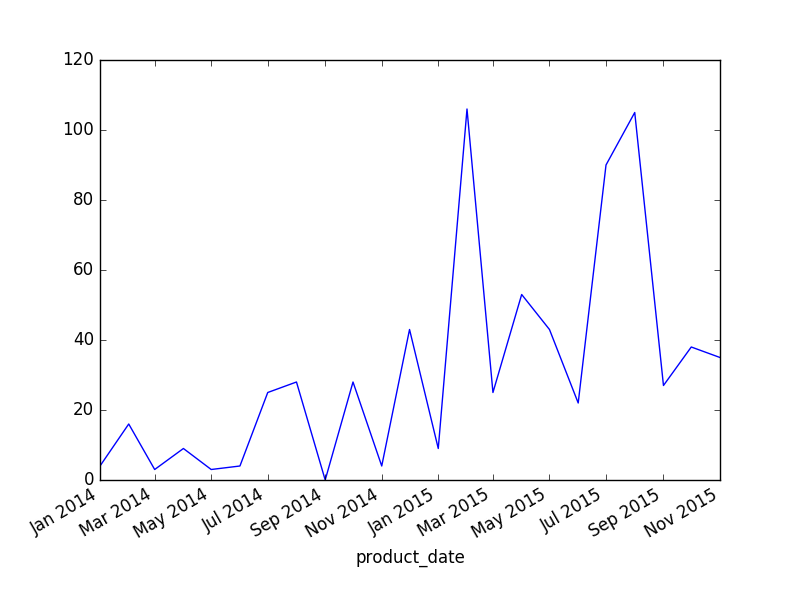 120
100
80
60
40
20
0
Jan 2014
Mar 2014
May 2014
Jul 2014
Sep 2014
Nov 2014
Jan 2015
Mar 2015
May 2015
Jul 2015
Sep 2015
Nov 2015
product_date